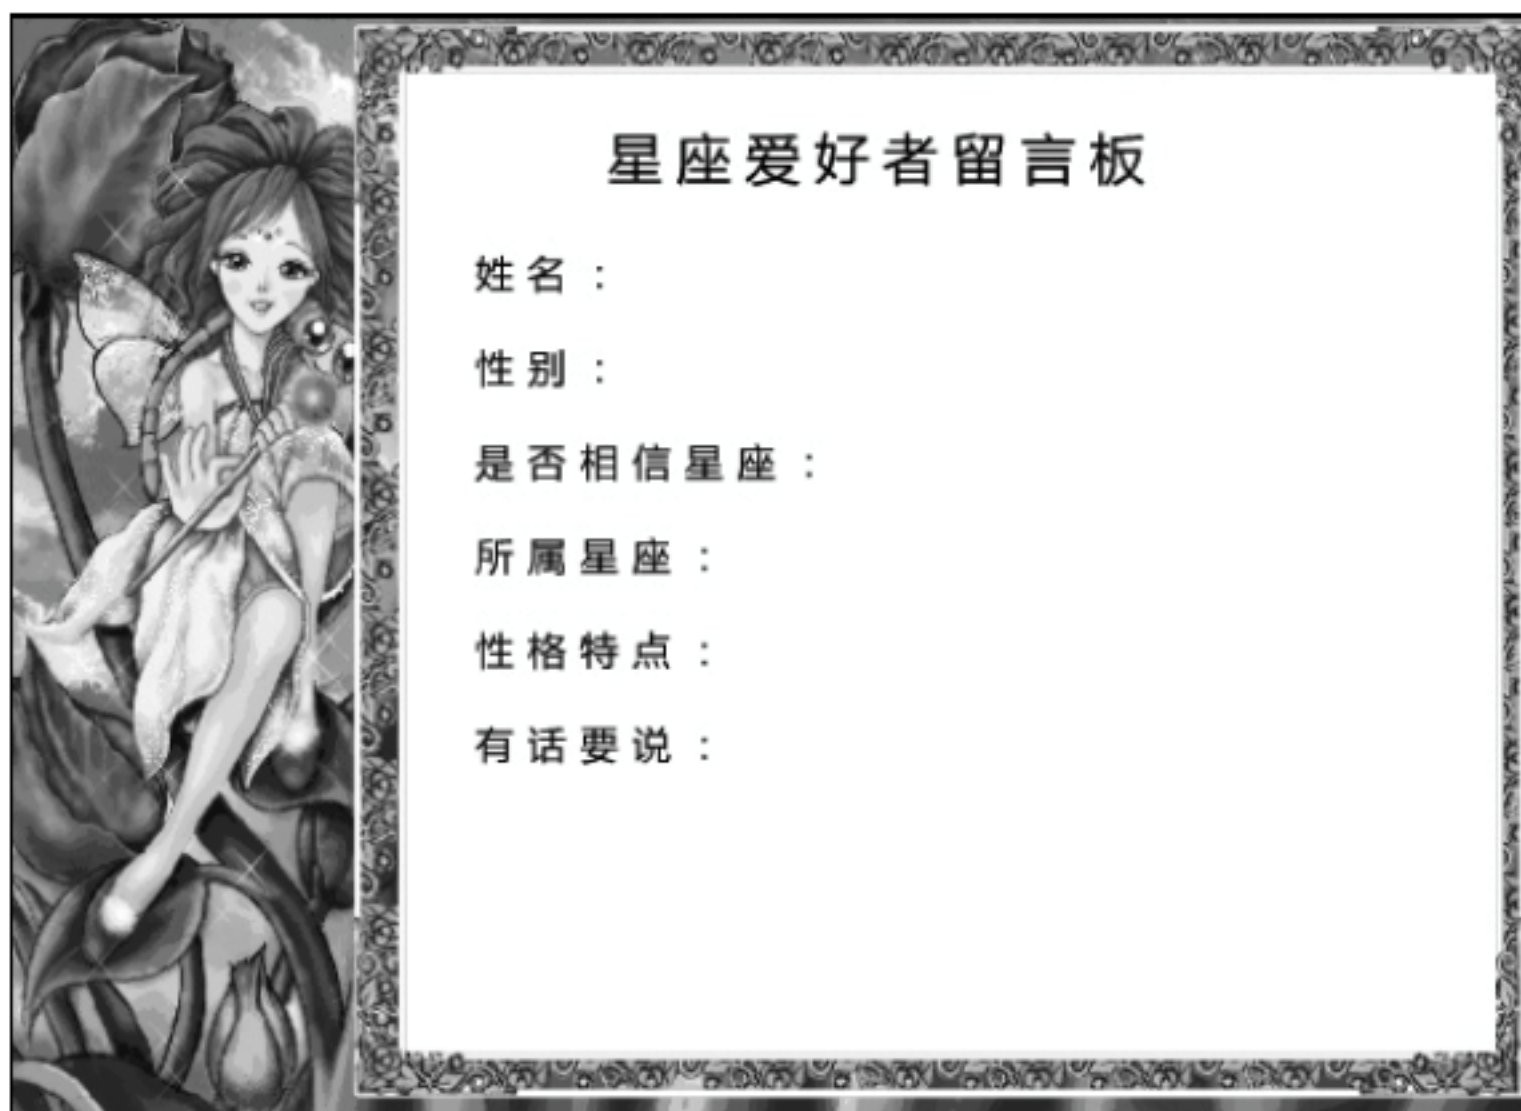 星座爱好者留言板
姓名：
性别：
是否相信星座：
所属星座：
性格特点：
有话要说：